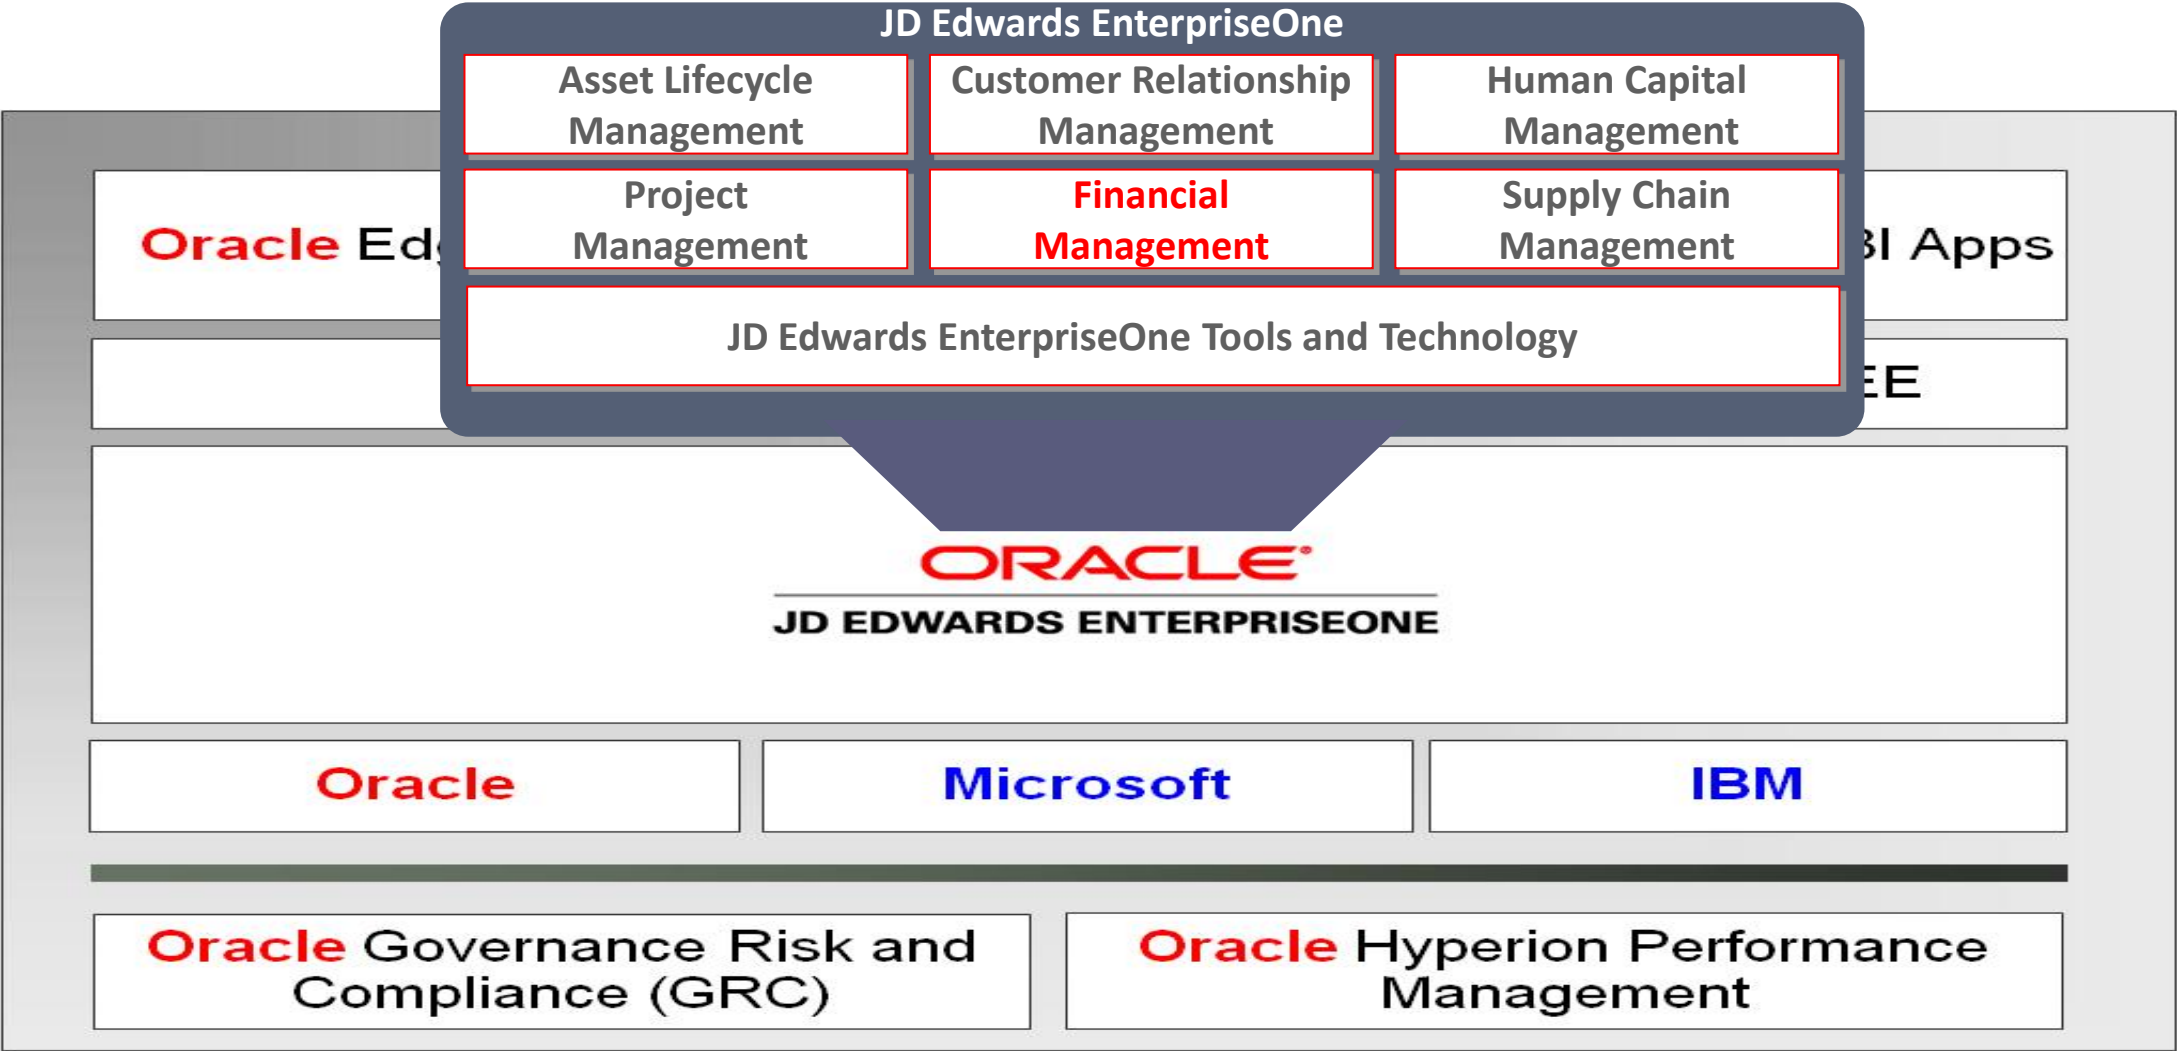 JD Edwards EnterpriseOne
Asset Lifecycle
Management
Customer Relationship
Management
Human Capital
Management
Project
Management
Financial
Management
Supply Chain
Management
JD Edwards EnterpriseOne Tools and Technology
Oracle
Apps
ORACLE®
JD EDWARDS ENTERPRISEONE
Oracle
Microsoft
IBM
Oracle Governance Risk and
Compliance (GRC)
Oracle Hyperion Performance
Management